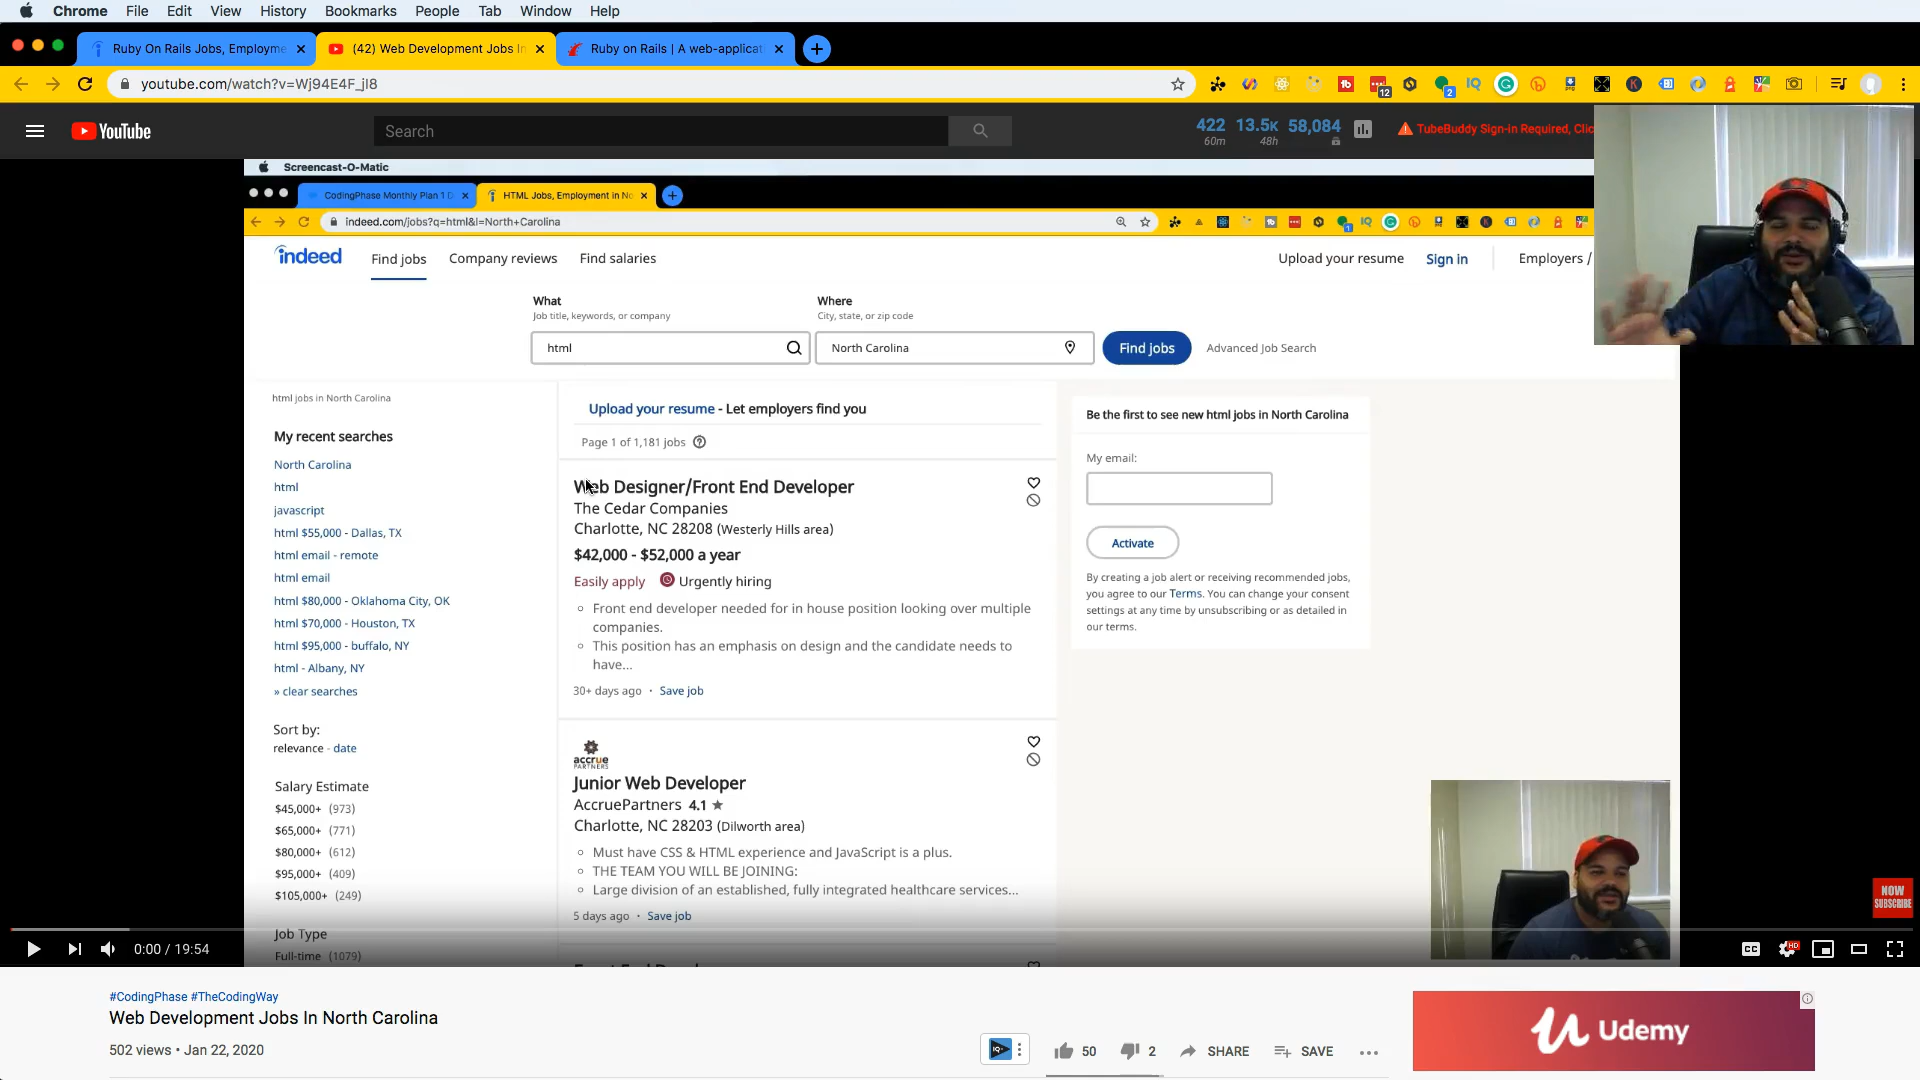 Chrome File Edit View History Bookmarks People Tab Window Help
Ruby On Rails Jobs, Employme
(42) Web Development Jobs In
Ruby on Rails | A web-applicat
youtube.com/watch?v=Wj94E4F_jI8
12
2
IQ
YouTube
Search
422 13.5K 58,084
60m 48h
TubeBuddy Sign-in Required, Clic
Screencast-O-Matic
CodingPhase Monthly Plan 1 D
HTML Jobs, Employment in No
indeed.com/jobs?q=html&l=North+Carolina
indeed
Find jobs Company reviews Find salaries
Upload your resume Sign in Employers /
What
Job title, keywords, or company
html
Where
City, state, or zip code
North Carolina
Find jobs
Advanced Job Search
html jobs in North Carolina
My recent searches
North Carolina
html
javascript
html $55,000 - Dallas, TX
html email - remote
html email
html $80,000 - Oklahoma City, OK
html $70,000 - Houston, TX
html $95,000 - buffalo, NY
html - Albany, NY
» clear searches
Sort by:
relevance - date
Salary Estimate
$45,000+ (973)
$65,000+ (771)
$80,000+ (612)
$95,000+ (409)
$105,000+ (249)
Job Type
Full-time (1079)
Upload your resume - Let employers find you
Page 1 of 1,181 jobs
Web Designer/Front End Developer
The Cedar Companies
Charlotte, NC 28208 (Westerly Hills area)
$42,000 - $52,000 a year
Easily apply Urgently hiring
Front end developer needed for in house position looking over multiple
companies.
This position has an emphasis on design and the candidate needs to
have...
30+ days ago · Save job
accrue
PARTNERS
Junior Web Developer
AccruePartners 4.1
Charlotte, NC 28203 (Dilworth area)
Must have CSS & HTML experience and JavaScript is a plus.
THE TEAM YOU WILL BE JOINING:
Large division of an established, fully integrated healthcare services...
5 days ago · Save job
Be the first to see new html jobs in North Carolina
My email:
Activate
By creating a job alert or receiving recommended jobs,
you agree to our Terms. You can change your consent
settings at any time by unsubscribing or as detailed in
our terms.
NOW
SUBSCRIBE
0:00 / 19:54
CC
HD
#CodingPhase #TheCodingWay
Web Development Jobs In North Carolina
502 views • Jan 22, 2020
50 2 SHARE SAVE
Udemy